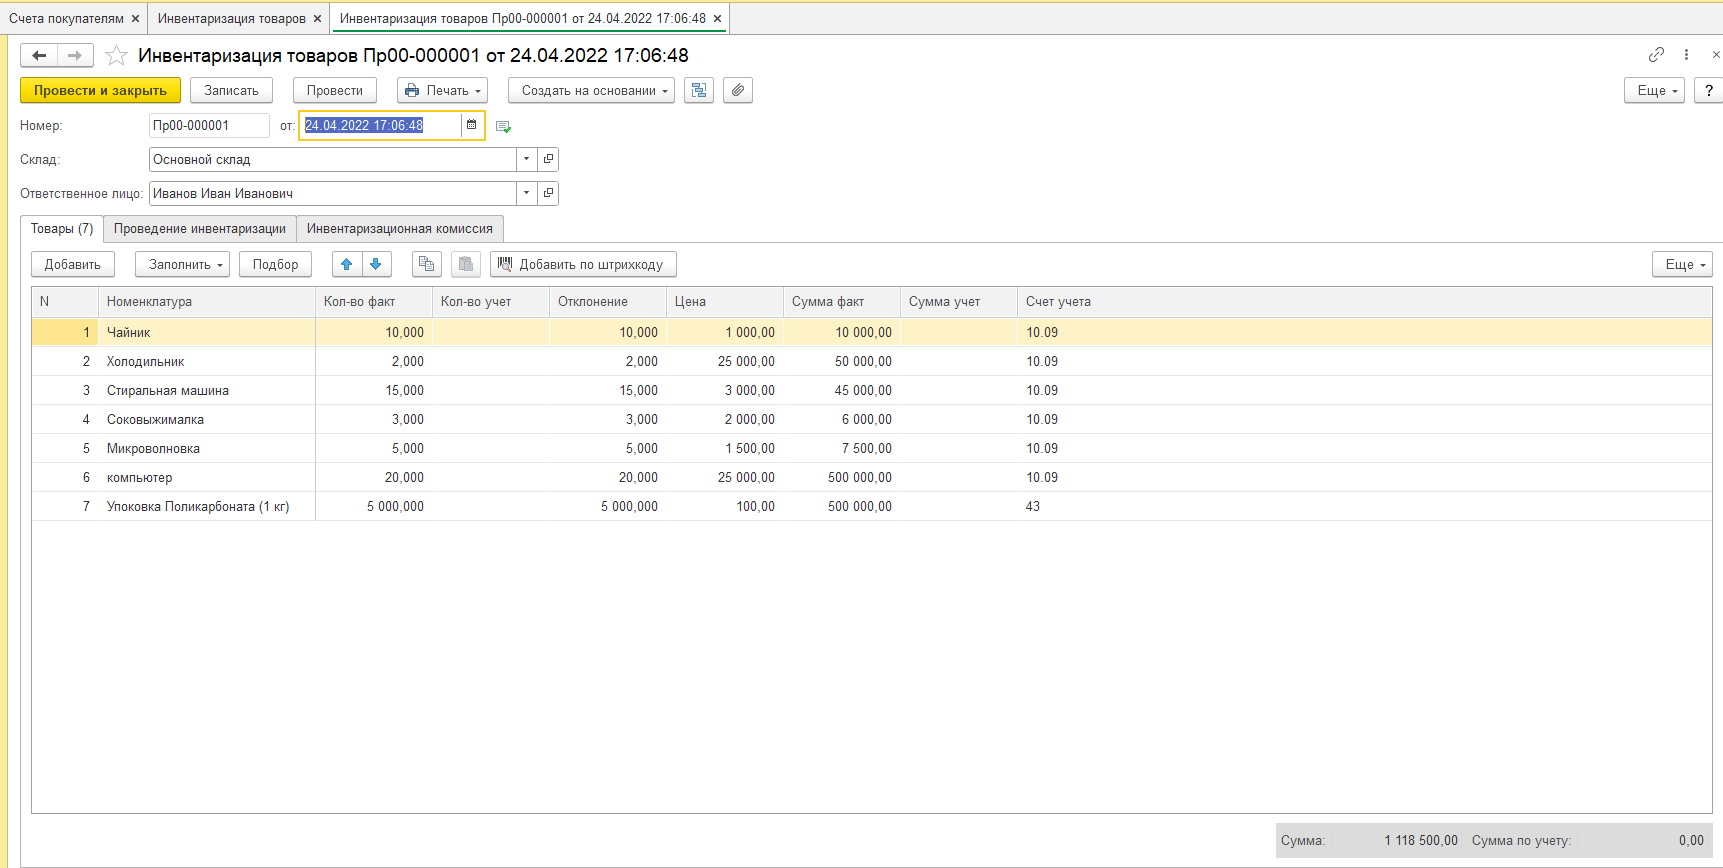 Счета покупателям × Инвентаризация товаров × Инвентаризация товаров Пр00-000001 от 24.04.2022 17:06:48 ×
Инвентаризация товаров Пр00-000001 от 24.04.2022 17:06:48
Провести и закрыть Записать Провести Печать Создать на основании Еще ?
Номер: Пр00-000001 от: 24.04.2022 17:06:48
Склад: Основной склад
Ответственное лицо: Иванов Иван Иванович
Товары (7) Проведение инвентаризации Инвентаризационная комиссия
Добавить Заполнить Подбор Добавить по штрихкоду Еще
N Номенклатура Кол-во факт Кол-во учет Отклонение Цена Сумма факт Сумма учет Счет учета
1 Чайник 10,000 10,000 1 000,00 10 000,00 10.09
2 Холодильник 2,000 2,000 25 000,00 50 000,00 10.09
3 Стиральная машина 15,000 15,000 3 000,00 45 000,00 10.09
4 Соковыжималка 3,000 3,000 2 000,00 6 000,00 10.09
5 Микроволновка 5,000 5,000 1 500,00 7 500,00 10.09
6 компьютер 20,000 20,000 25 000,00 500 000,00 10.09
7 Упоковка Поликарбоната (1 кг) 5 000,000 5 000,000 100,00 500 000,00 43
Сумма: 1 118 500,00 Сумма по учету: 0,00